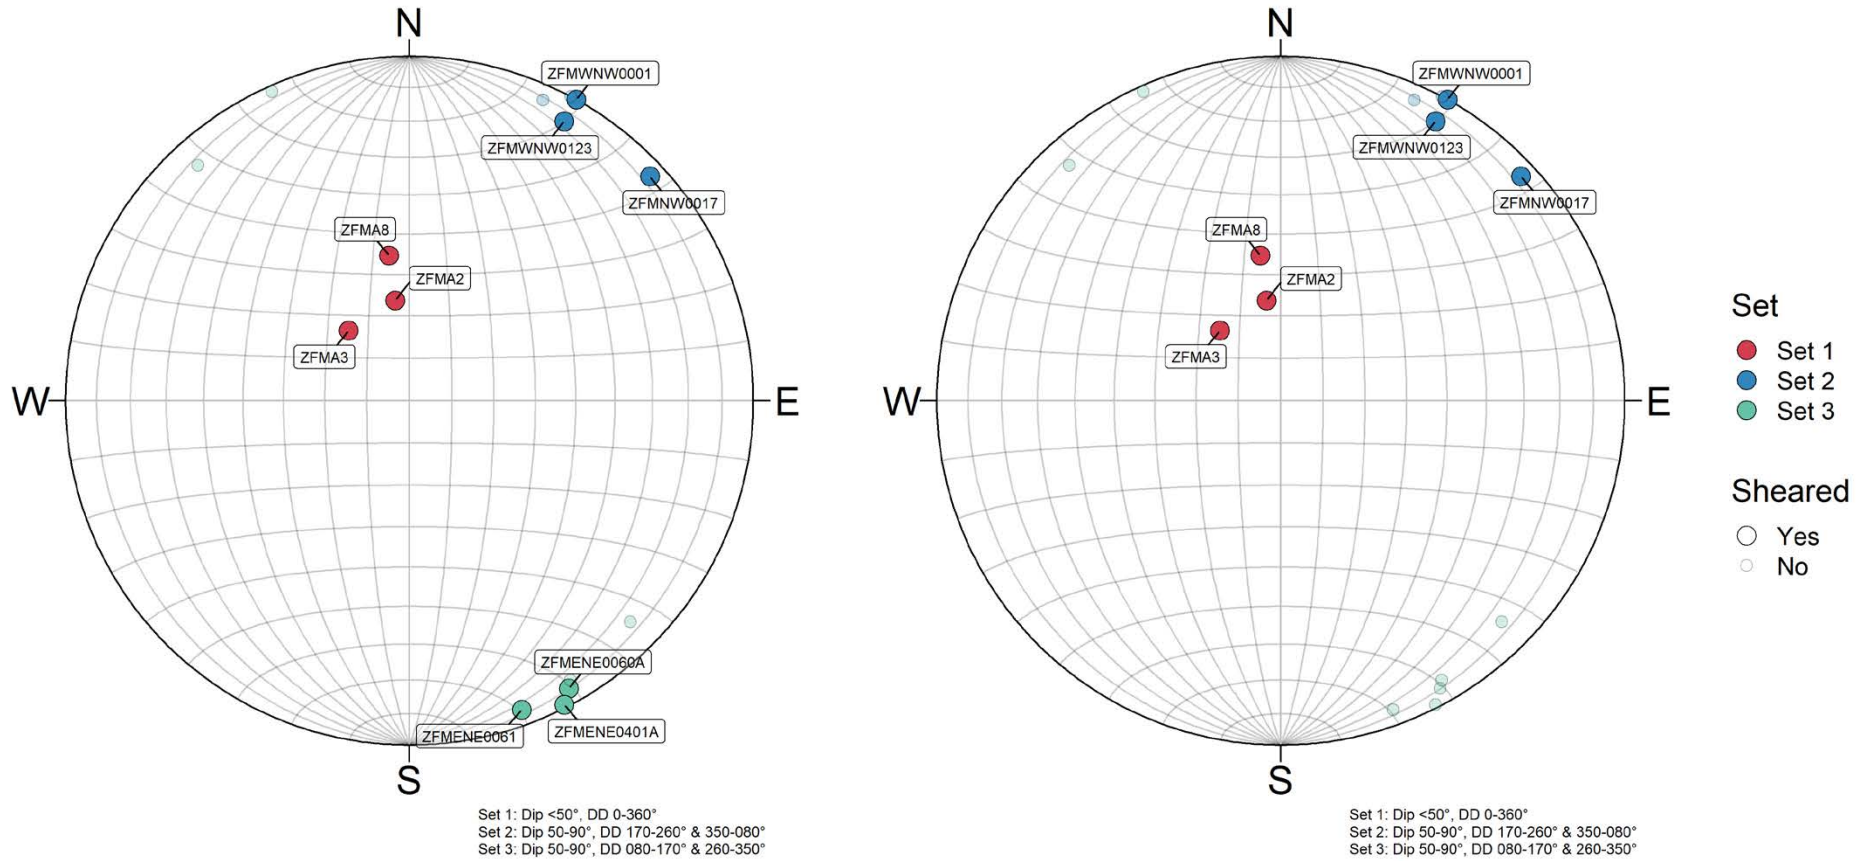 N
ZFMWNW0001
ZFMWNW0123
ZFMNW0017
ZFMA8
ZFMA2
ZFMA3
W
E
ZFMENE0060A
ZFMENE0061
ZFMENE0401A
S
Set 1: Dip <50°, DD 0-360°
Set 2: Dip 50-90°, DD 170-260° & 350-080°
Set 3: Dip 50-90°, DD 080-170° & 260-350°
N
ZFMWNW0001
ZFMWNW0123
ZFMNW0017
ZFMA8
ZFMA2
ZFMA3
W
E
S
Set 1: Dip <50°, DD 0-360°
Set 2: Dip 50-90°, DD 170-260° & 350-080°
Set 3: Dip 50-90°, DD 080-170° & 260-350°
Set
Set 1
Set 2
Set 3
Sheared
Yes
No